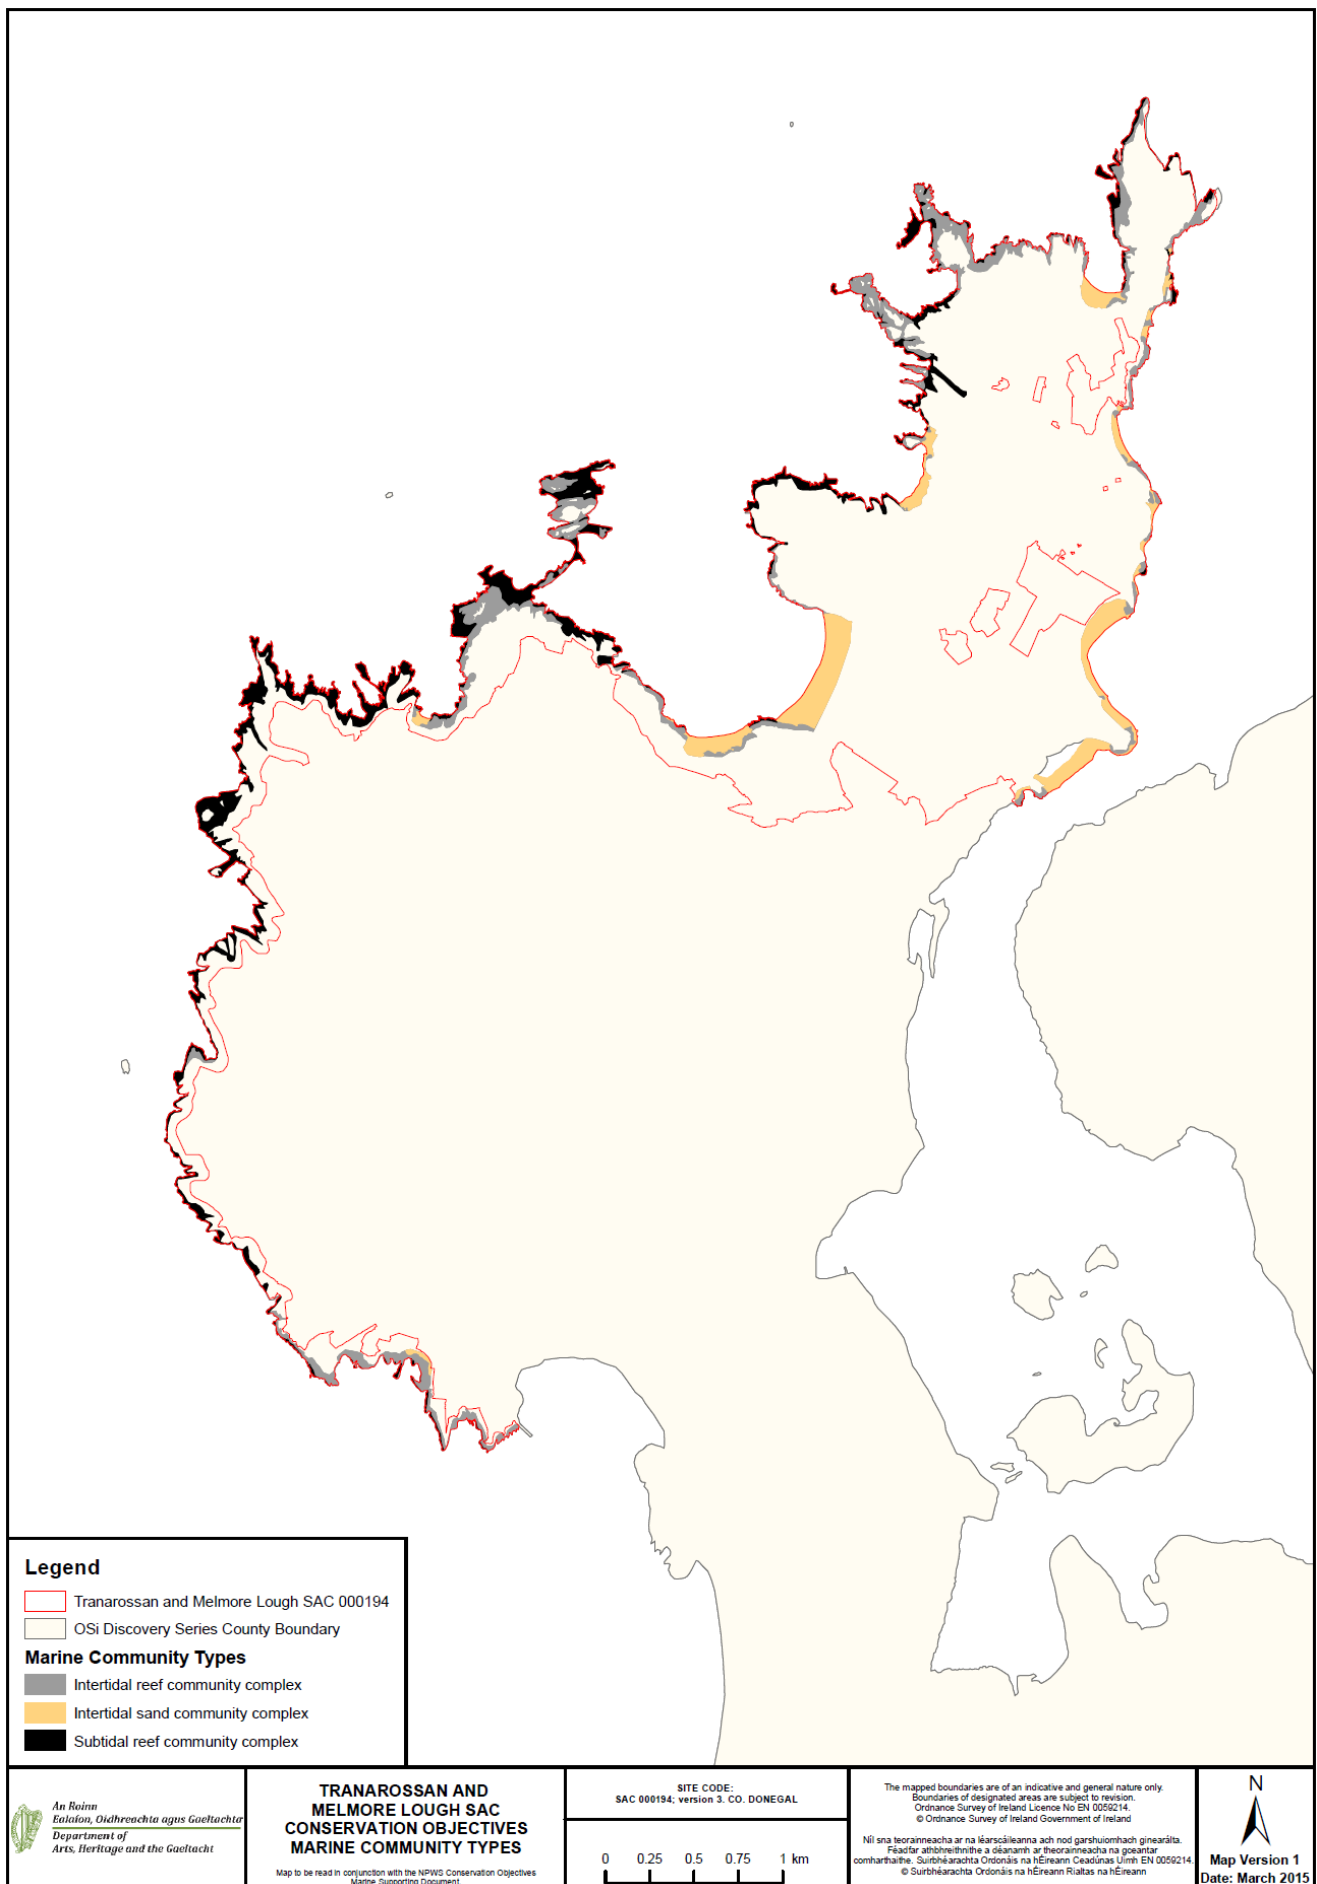 Legend
Tranarossan and Melmore Lough SAC 000194
OSi Discovery Series County Boundary
Marine Community Types
Intertidal reef community complex
Intertidal sand community complex
Subtidal reef community complex
An Roinn
Ealaíon, Oidhreachta agus Gaeltachta
Department of
Arts, Heritage and the Gaeltacht
TRANAROSSAN AND
MELMORE LOUGH SAC
CONSERVATION OBJECTIVES
MARINE COMMUNITY TYPES
Map to be read in conjunction with the NPWS Conservation Objectives
Marine Supporting Document
SITE CODE:
SAC 000194; version 3. CO. DONEGAL
0 0.25 0.5 0.75 1 km
The mapped boundaries are of an indicative and general nature only.
Boundaries of designated areas are subject to revision.
Ordnance Survey of Ireland Licence No EN 0059214.
© Ordnance Survey of Ireland Government of Ireland
Níl sna teorainneacha ar na léarscáileanna ach nod garshuíomhach ginearálta.
Féadfar athbhreithnithe a déanamh ar theorainneacha na gceantar
comharthaithe. Suirbhéarachta Ordonáis na hÉireann Ceadúnas Uimh EN 0059214.
© Suirbhéarachta Ordonáis na hÉireann Rialtas na hÉireann
N
Map Version 1
Date: March 2015